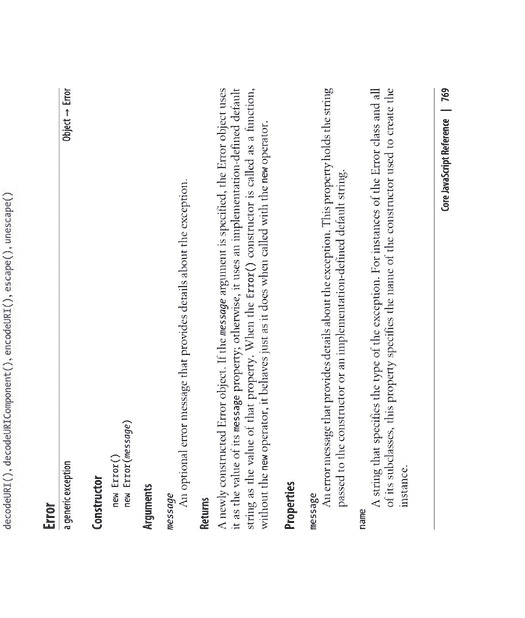 decodeURI(), decodeURIComponent(), encodeURI(), escape(), unescape()
Error
a generic exception Object → Error
Constructor
new Error()
new Error(message)
Arguments
message
An optional error message that provides details about the exception.
Returns
A newly constructed Error object. If the message argument is specified, the Error object uses
it as the value of its message property; otherwise, it uses an implementation-defined default
string as the value of that property. When the Error() constructor is called as a function,
without the new operator, it behaves just as it does when called with the new operator.
Properties
message
An error message that provides details about the exception. This property holds the string
passed to the constructor or an implementation-defined default string.
name
A string that specifies the type of the exception. For instances of the Error class and all
of its subclasses, this property specifies the name of the constructor used to create the
instance.
Core JavaScript Reference | 769